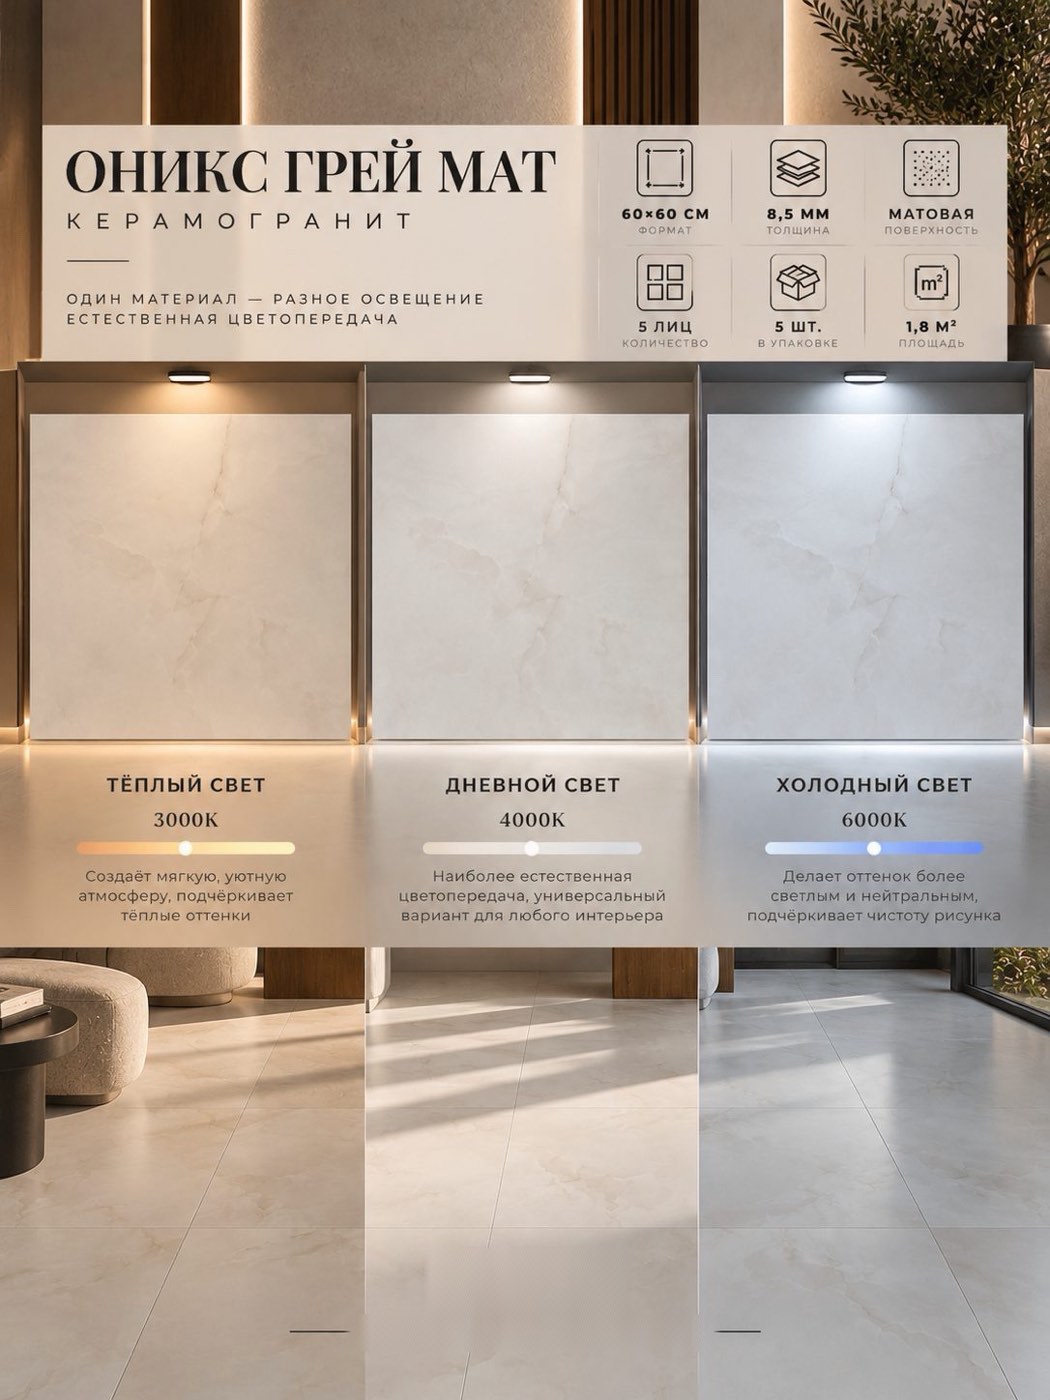 ОНИКС ГРЕЙ МАТ
КЕРАМОГРАНИТ
ОДИН МАТЕРИАЛ — РАЗНОЕ ОСВЕЩЕНИЕ
ЕСТЕСТВЕННАЯ ЦВЕТОПЕРЕДАЧА
60×60 СМ
ФОРМАТ
8,5 ММ
ТОЛЩИНА
МАТОВАЯ
ПОВЕРХНОСТЬ
5 ЛИЦ
КОЛИЧЕСТВО
5 ШТ.
В УПАКОВКЕ
m²
1,8 М²
ПЛОЩАДЬ
ТЁПЛЫЙ СВЕТ
3000К
Создаёт мягкую, уютную
атмосферу, подчёркивает
тёплые оттенки
ДНЕВНОЙ СВЕТ
4000К
Наиболее естественная
цветопередача, универсальный
вариант для любого интерьера
ХОЛОДНЫЙ СВЕТ
6000К
Делает оттенок более
светлым и нейтральным,
подчёркивает чистоту рисунка